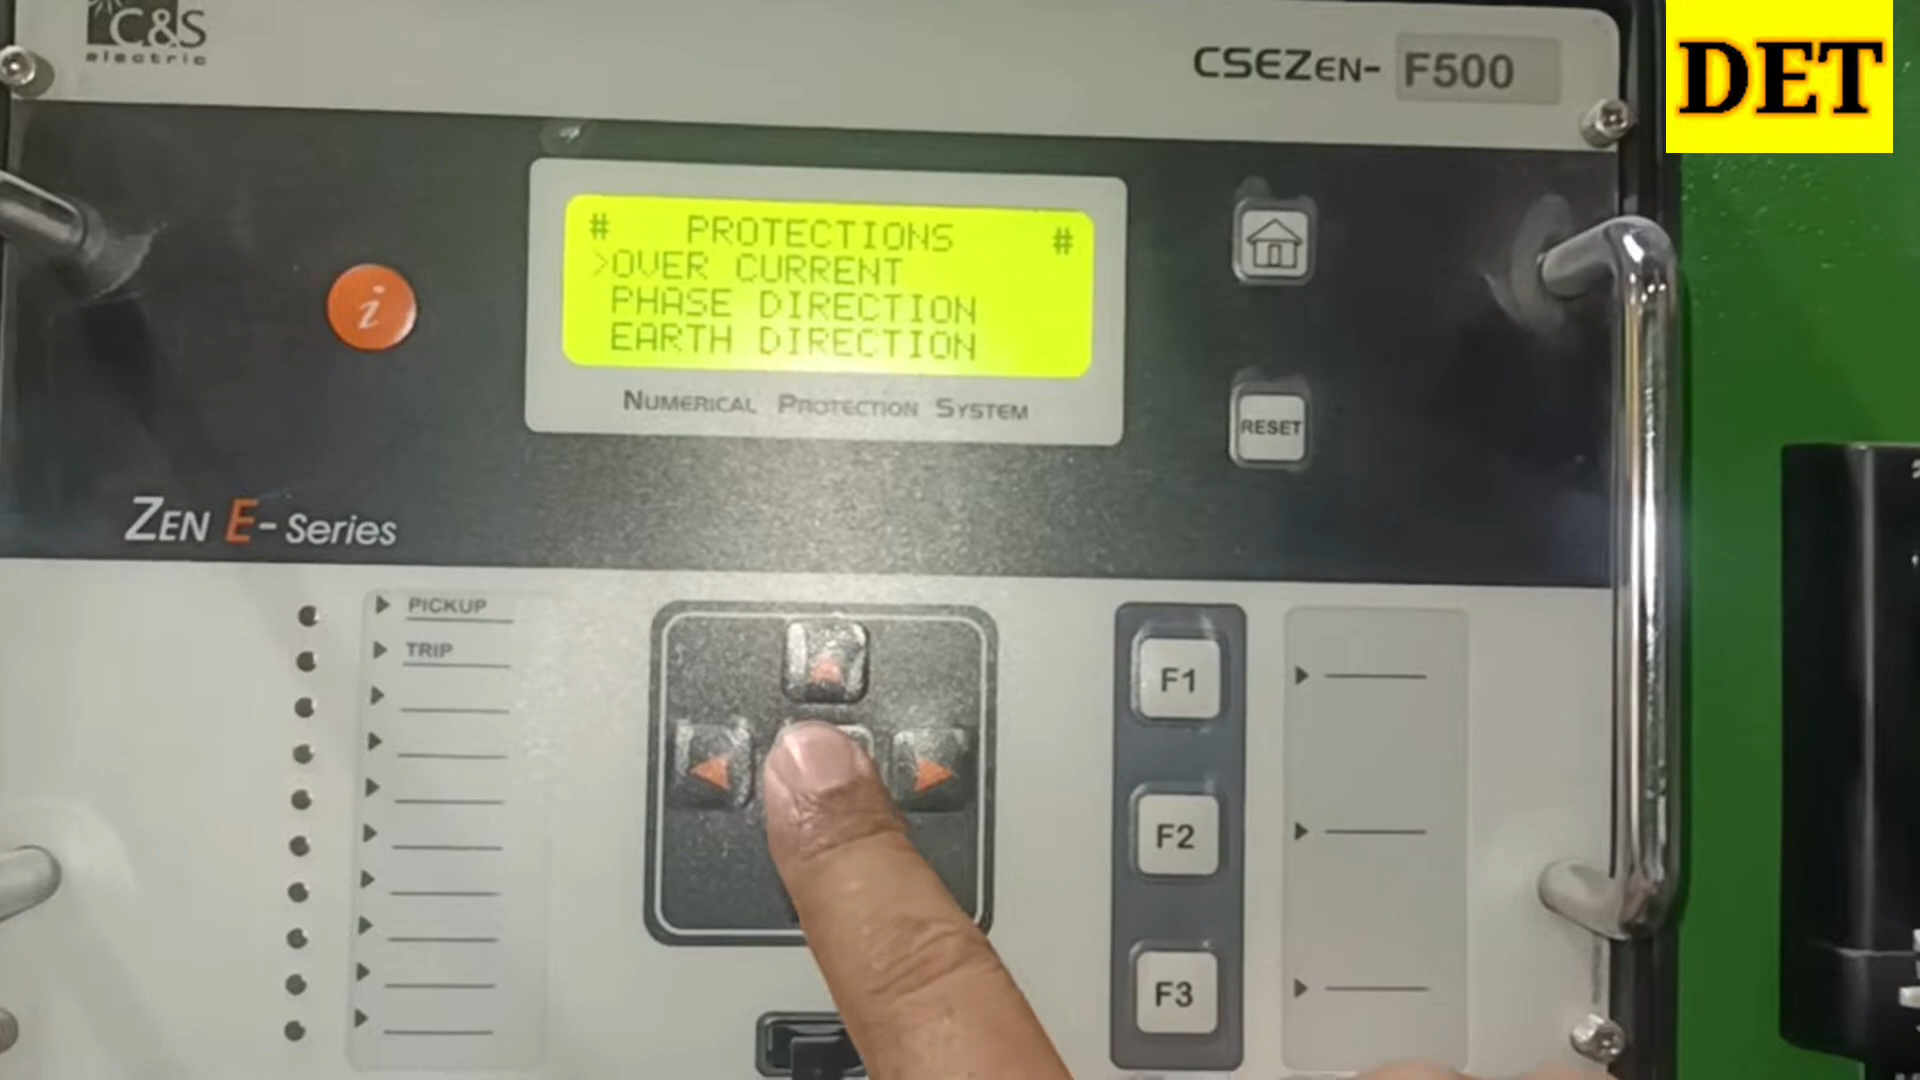 C&S
electric
CSEZEN- F500
DET
# PROTECTIONS #
>OVER CURRENT
PHASE DIRECTION
EARTH DIRECTION
NUMERICAL PROTECTION SYSTEM
i
RESET
ZEN E- Series
PICKUP
TRIP
F1
F2
F3